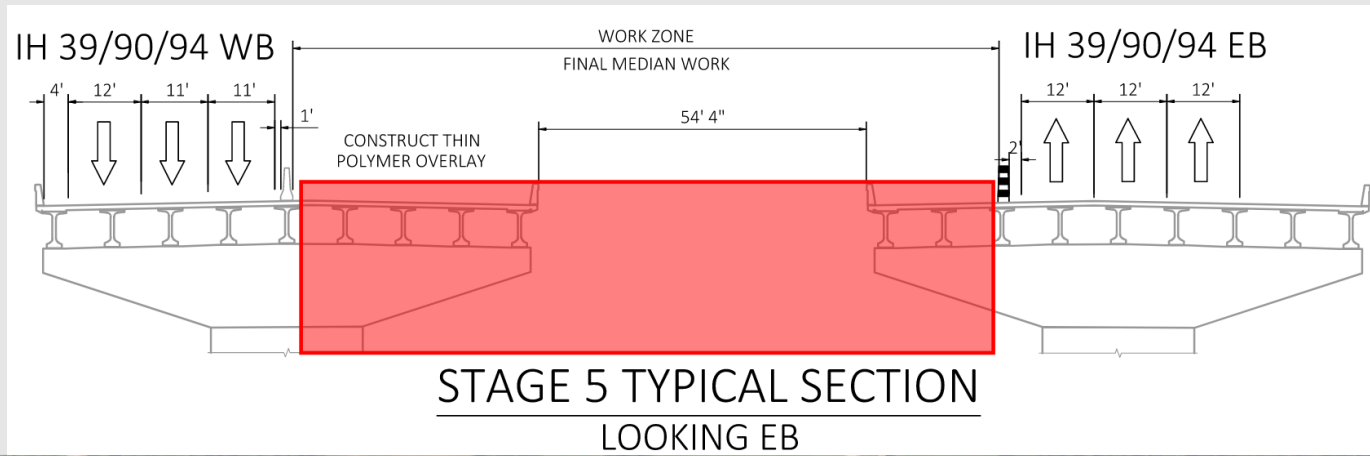 IH 39/90/94 WB
WORK ZONE
FINAL MEDIAN WORK
IH 39/90/94 EB
4' 12' 11' 11'
1'
CONSTRUCT THIN
POLYMER OVERLAY
54' 4"
2'
12' 12' 12'
STAGE 5 TYPICAL SECTION
LOOKING EB